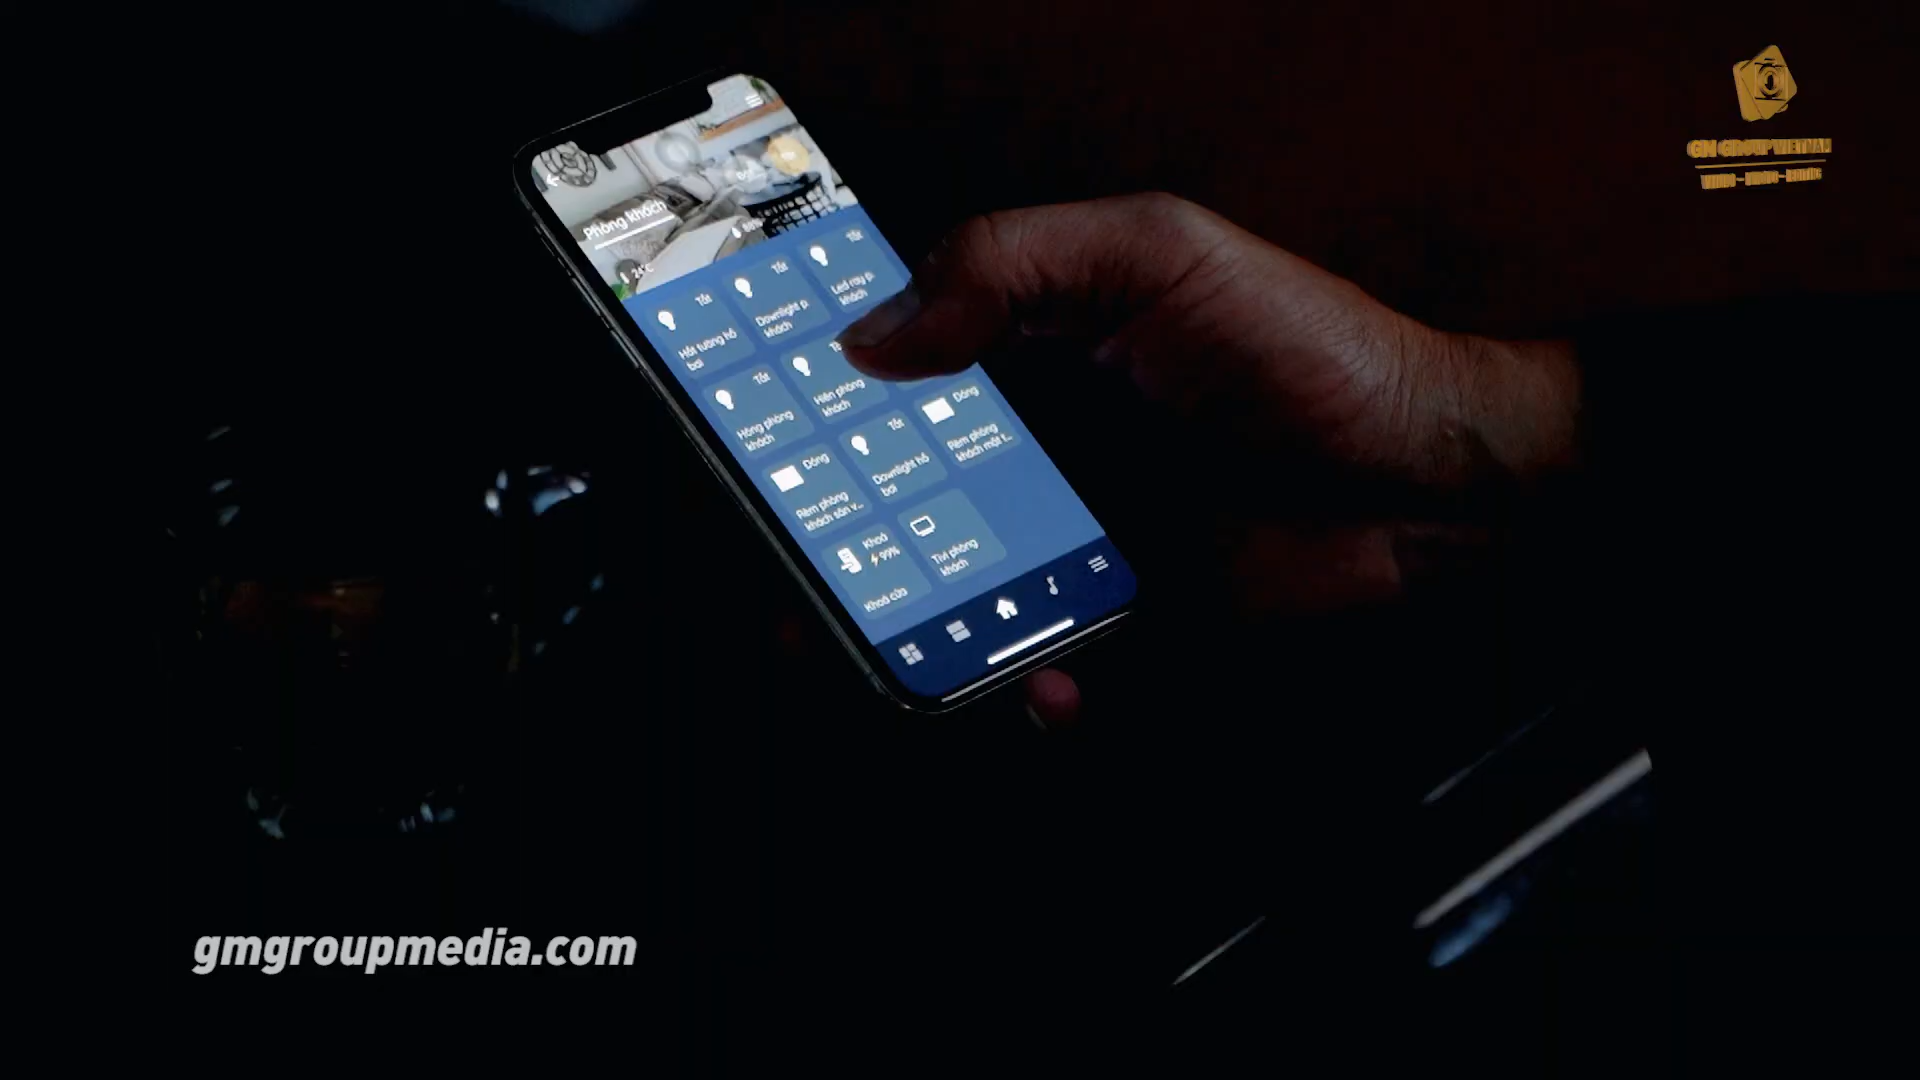 GM GROUP VIETNAM
Phòng khách
24°C
Tắt
Hắt tường hồ
bơi
Tắt
Downlight p.
khách
Tắt
Led ray p.
khách
Tắt
Hông phòng
khách
Hiên phòng
khách
Đóng
Rèm phòng
khách sân v...
Tắt
Downlight hồ
bơi
Đóng
Rèm phòng
khách mặt t...
Khoá
99%
Khoá cửa
Tivi phòng
khách
gmgroupmedia.com